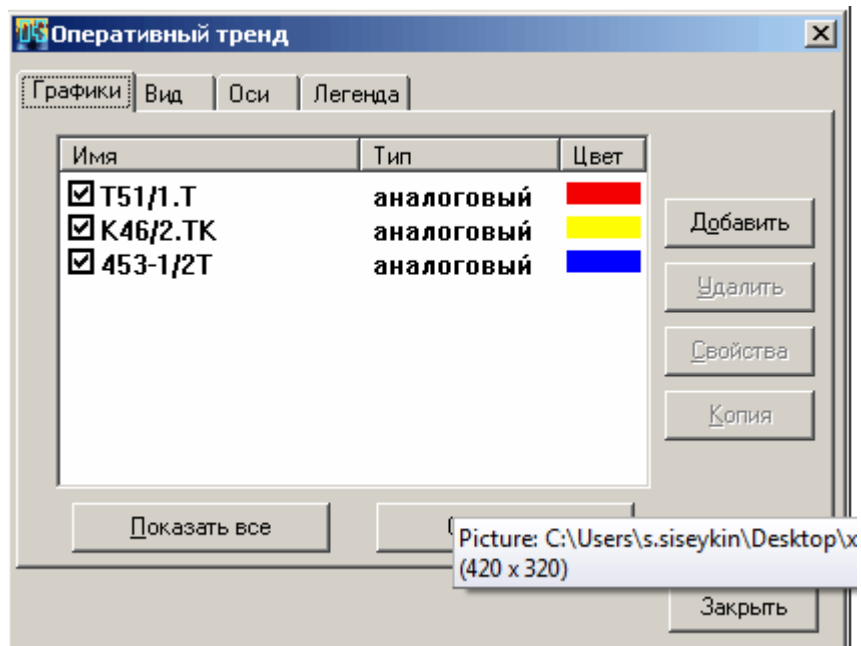 Оперативный тренд
Графики Вид Оси Легенда
Имя Тип Цвет
T51/1.T аналоговый
K46/2.TK аналоговый
453-1/2T аналоговый
Добавить
Удалить
Свойства
Копия
Показать все
Picture: C:\Users\s.siseykin\Desktop\x
(420 x 320)
Закрыть